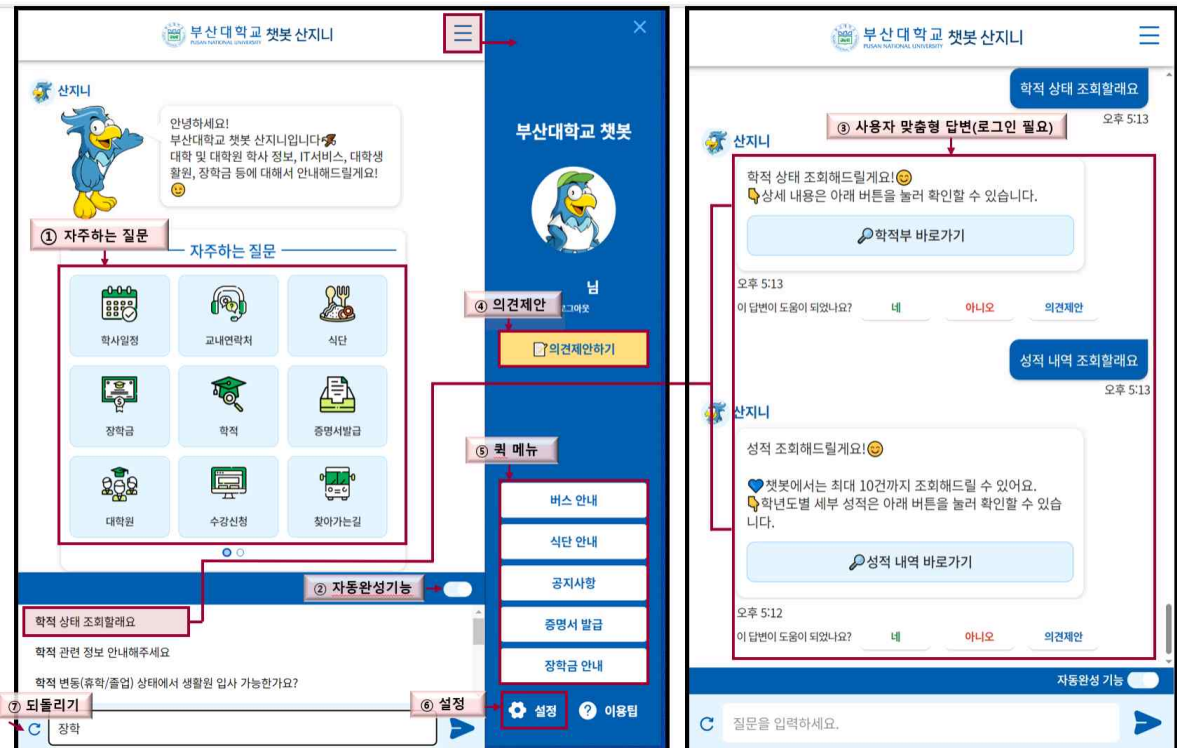 부산대학교 챗봇 산지니
PUSAN NATIONAL UNIVERSITY
산지니
안녕하세요!
부산대학교 챗봇 산지니입니다
대학 및 대학원 학사 정보, IT서비스, 대학생
활원, 장학금 등에 대해서 안내해드릴게요!
① 자주하는 질문
자주하는 질문
학사일정
교내연락처
식단
장학금
학적
증명서발급
대학원
수강신청
찾아가는길
② 자동완성기능
학적 상태 조회할래요
학적 관련 정보 안내해주세요
학적 변동(휴학/졸업) 상태에서 생활원 입사 가능한가요?
⑦ 되돌리기
장학
×
부산대학교 챗봇
님
그아웃
④ 의견제안
의견제안하기
⑤ 퀵 메뉴
버스 안내
식단 안내
공지사항
증명서 발급
장학금 안내
⑥ 설정
설정
? 이용팁
부산대학교 챗봇 산지니
PUSAN NATIONAL UNIVERSITY
학적 상태 조회할래요
오후 5:13
③ 사용자 맞춤형 답변(로그인 필요)
산지니
학적 상태 조회해드릴게요!
상세 내용은 아래 버튼을 눌러 확인할 수 있습니다.
학적부 바로가기
오후 5:13
이 답변이 도움이 되었나요? 네 아니오 의견제안
성적 내역 조회할래요
오후 5:13
산지니
성적 조회해드릴게요!
챗봇에서는 최대 10건까지 조회해드릴 수 있어요.
학년도별 세부 성적은 아래 버튼을 눌러 확인할 수 있습
니다.
성적 내역 바로가기
오후 5:12
이 답변이 도움이 되었나요? 네 아니오 의견제안
자동완성 기능
질문을 입력하세요.